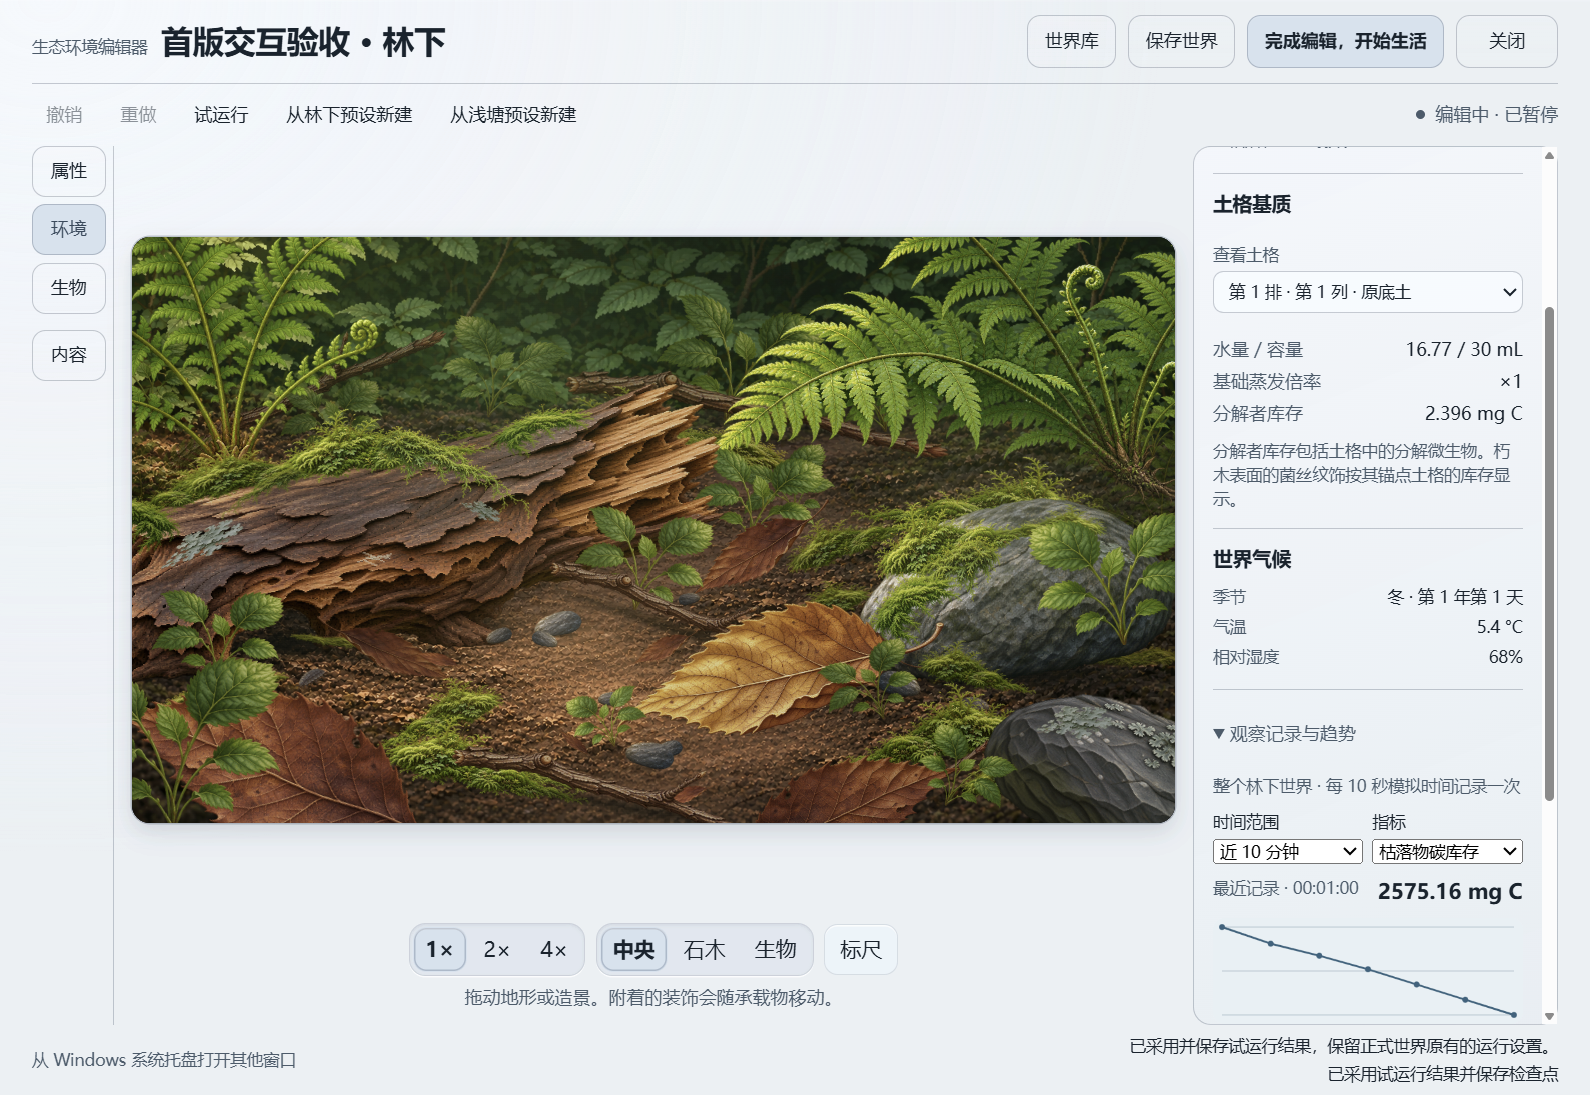 生态环境编辑器
首版交互验收 · 林下
世界库
保存世界
完成编辑，开始生活
关闭
撤销
重做
试运行
从林下预设新建
从浅塘预设新建
编辑中 · 已暂停
属性
环境
生物
内容
土格基质
查看土格
第 1 排 · 第 1 列 · 原底土
水量 / 容量
16.77 / 30 mL
基础蒸发倍率
×1
分解者库存
2.396 mg C
分解者库存包括土格中的分解微生物。朽
木表面的菌丝纹饰按其锚点土格的库存显
示。
世界气候
季节
冬 · 第 1 年第 1 天
气温
5.4 °C
相对湿度
68%
▼ 观察记录与趋势
整个林下世界 · 每 10 秒模拟时间记录一次
时间范围
指标
近 10 分钟
枯落物碳库存
最近记录 · 00:01:00
2575.16 mg C
1×
2×
4×
中央
石木
生物
标尺
拖动地形或造景。附着的装饰会随承载物移动。
从 Windows 系统托盘打开其他窗口
已采用并保存试运行结果，保留正式世界原有的运行设置。
已采用试运行结果并保存检查点